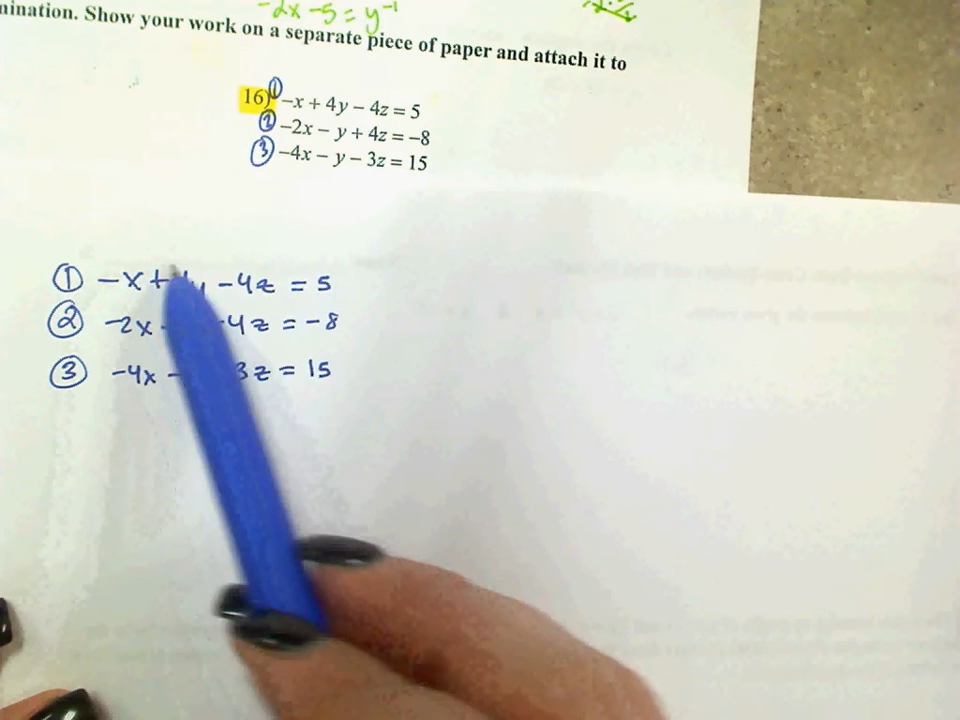 -2x -5 = y⁻¹
mination. Show your work on a separate piece of paper and attach it to
16) ① −x + 4y − 4z = 5
② −2x − y + 4z = −8
③ −4x − y − 3z = 15
① -x + -4z = 5
② -2x 4z = -8
③ -4x - 3z = 15